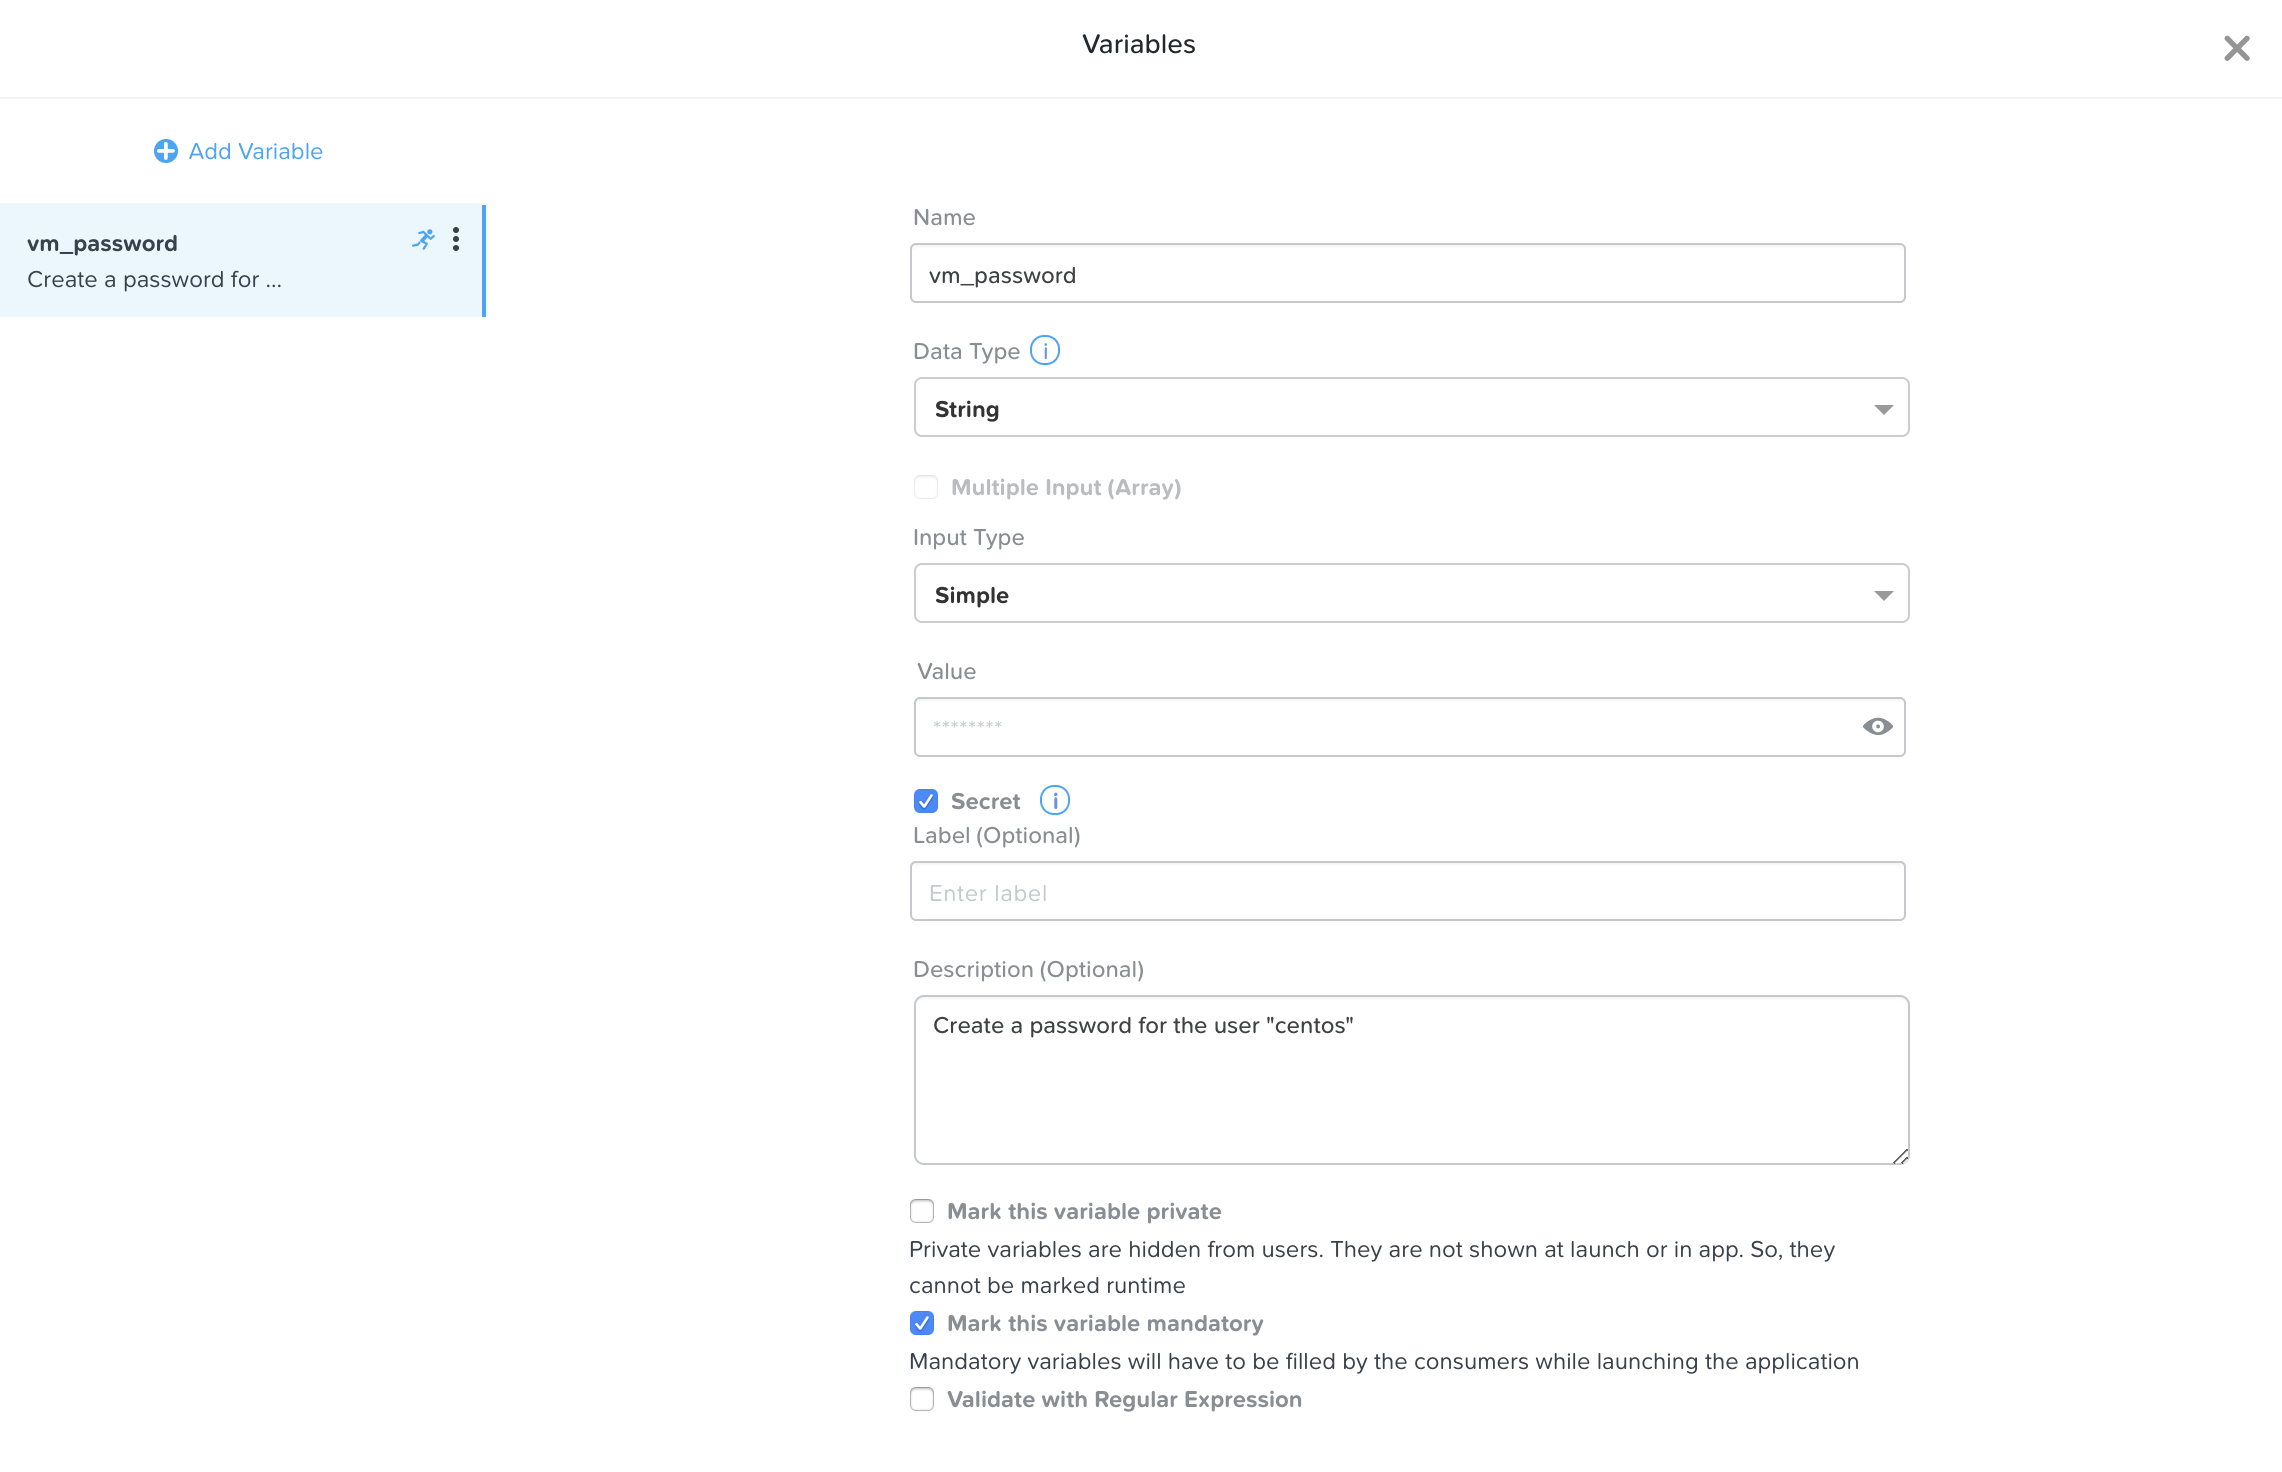 Variables
Add Variable
vm_password
Create a password for ...
Name
vm_password
Data Type
String
Multiple Input (Array)
Input Type
Simple
Value
********
Secret
Label (Optional)
Enter label
Description (Optional)
Create a password for the user "centos"
Mark this variable private
Private variables are hidden from users. They are not shown at launch or in app. So, they
cannot be marked runtime
Mark this variable mandatory
Mandatory variables will have to be filled by the consumers while launching the application
Validate with Regular Expression